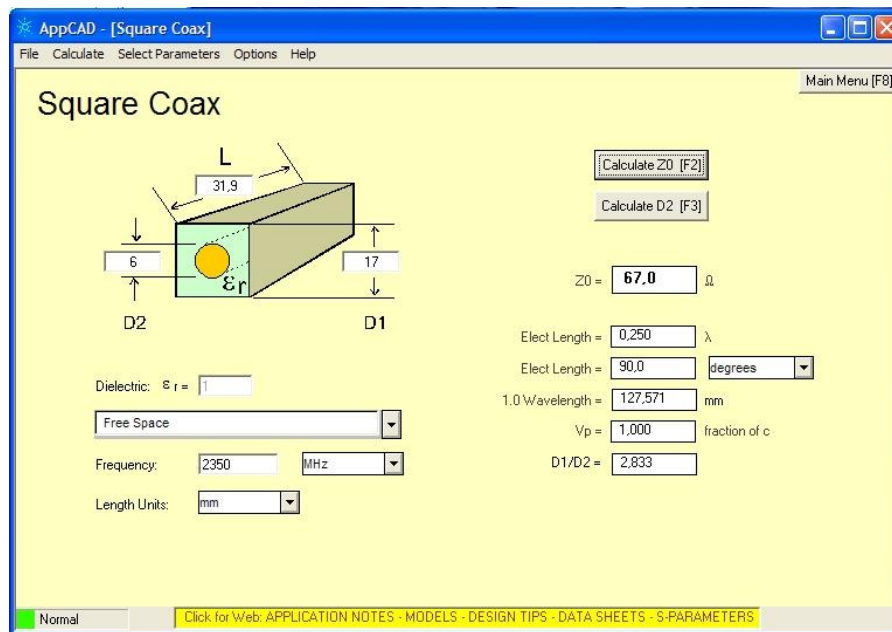 AppCAD - [Square Coax]
File Calculate Select Parameters Options Help
Main Menu [F8]
Square Coax
L
31,9
6
εr
17
D2
D1
Calculate Z0 [F2]
Calculate D2 [F3]
Z0 = 67,0 Ω
Elect Length = 0,250 λ
Elect Length = 90,0 degrees
1.0 Wavelength = 127,571 mm
Vp = 1,000 fraction of c
D1/D2 = 2,833
Dielectric: εr = 1
Free Space
Frequency: 2350 MHz
Length Units: mm
Normal
Click for Web: APPLICATION NOTES - MODELS - DESIGN TIPS - DATA SHEETS - S-PARAMETERS